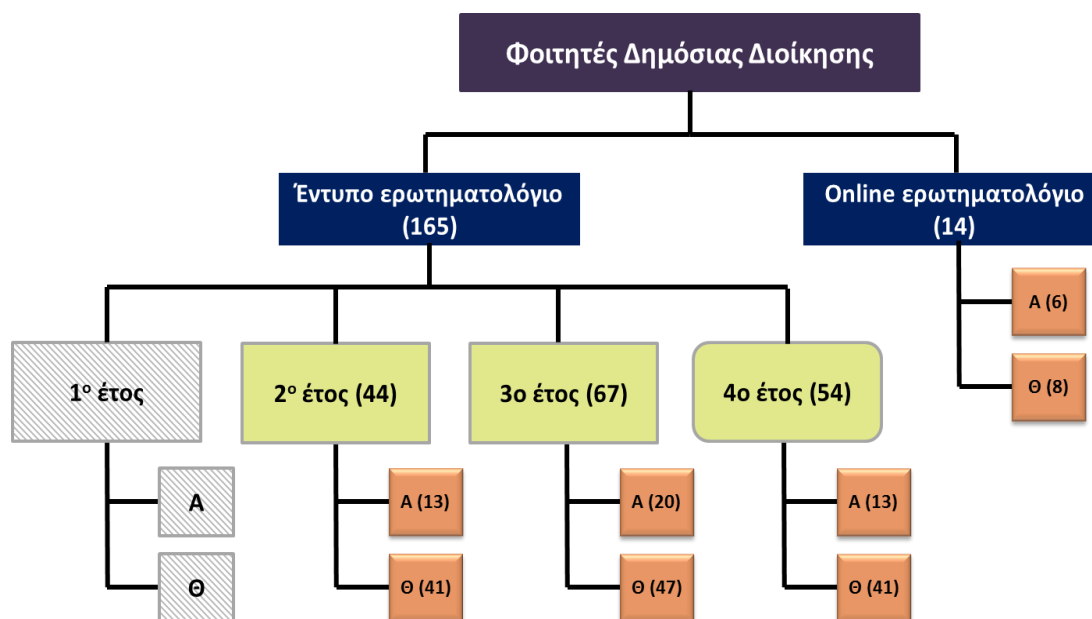 Φοιτητές Δημόσιας Διοίκησης
Έντυπο ερωτηματολόγιο
(165)
Online ερωτηματολόγιο
(14)
Α (6)
Θ (8)
1ο έτος
2ο έτος (44)
3ο έτος (67)
4ο έτος (54)
Α
Α (13)
Α (20)
Α (13)
Θ
Θ (41)
Θ (47)
Θ (41)